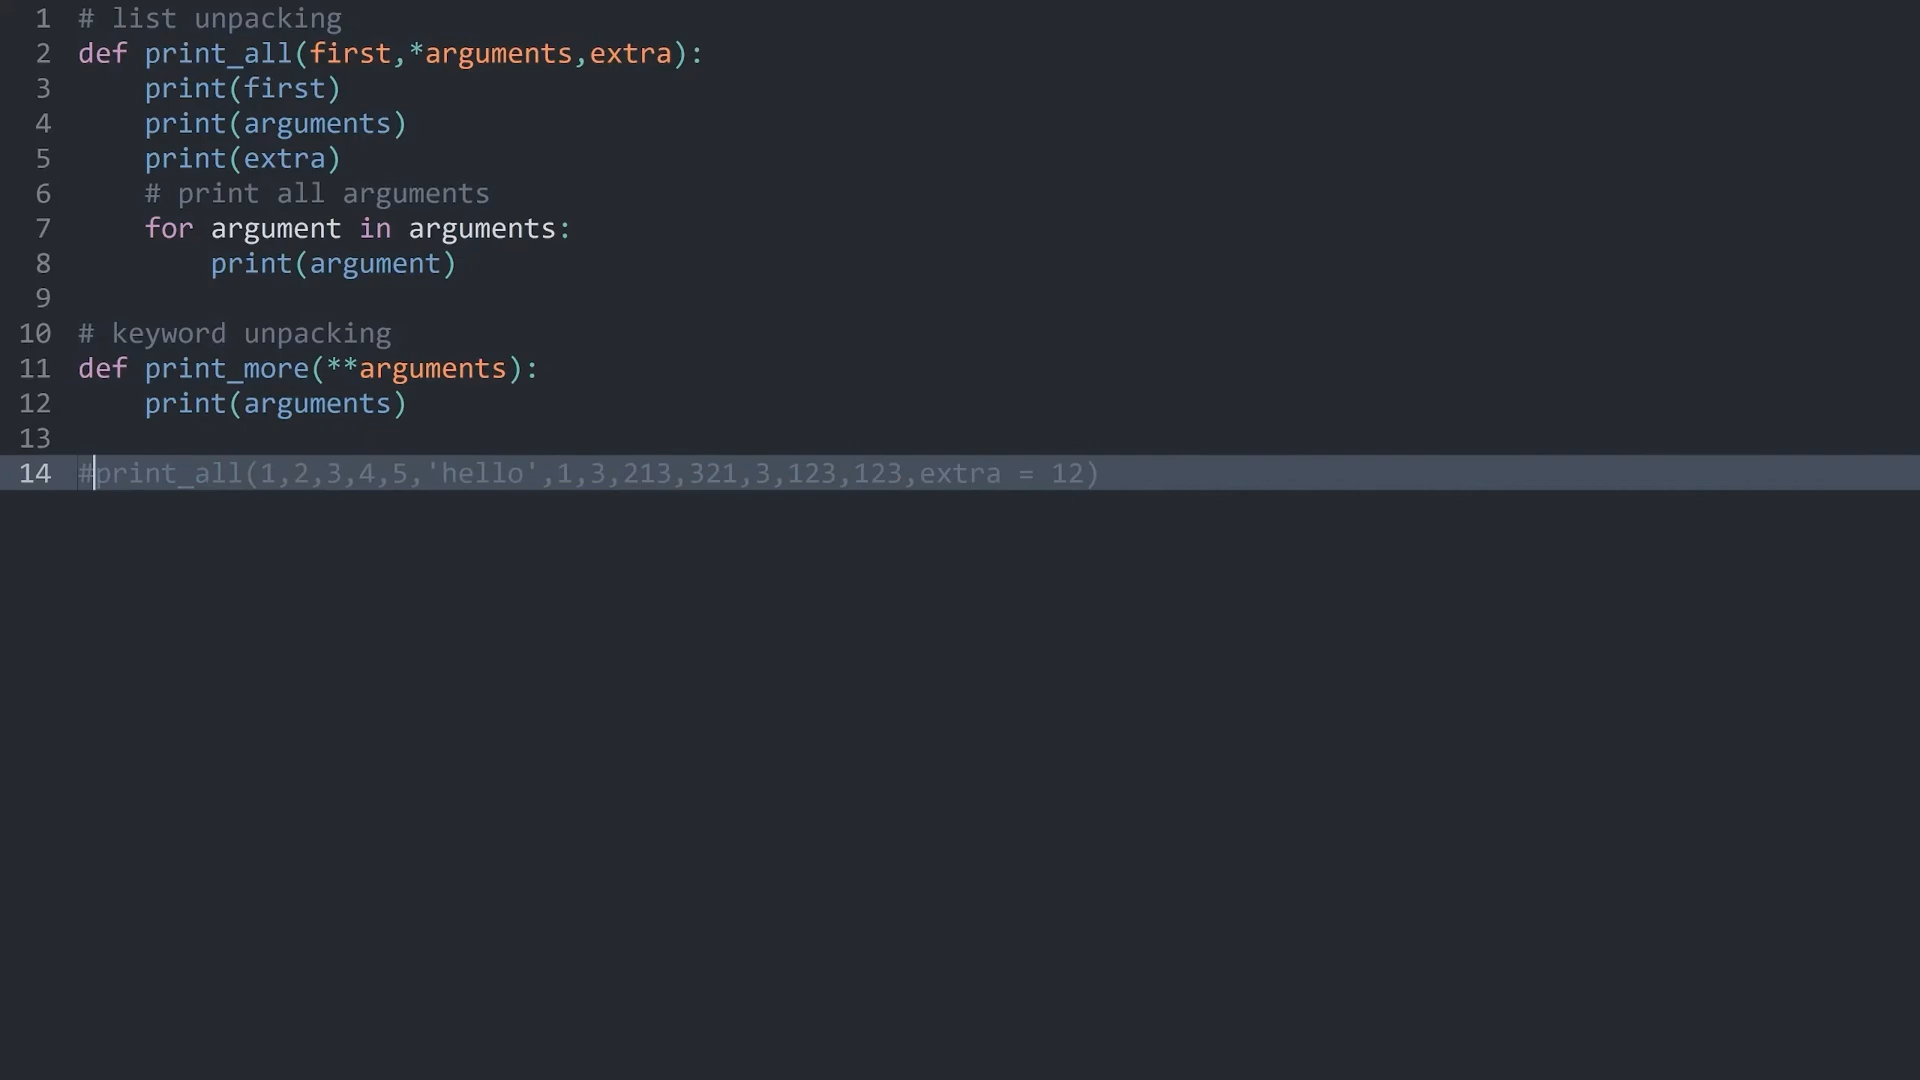 1 # list unpacking
2 def print_all(first,*arguments,extra):
3     print(first)
4     print(arguments)
5     print(extra)
6     # print all arguments
7     for argument in arguments:
8         print(argument)
9
10 # keyword unpacking
11 def print_more(**arguments):
12     print(arguments)
13
14 #print_all(1,2,3,4,5,'hello',1,3,213,321,3,123,123,extra = 12)